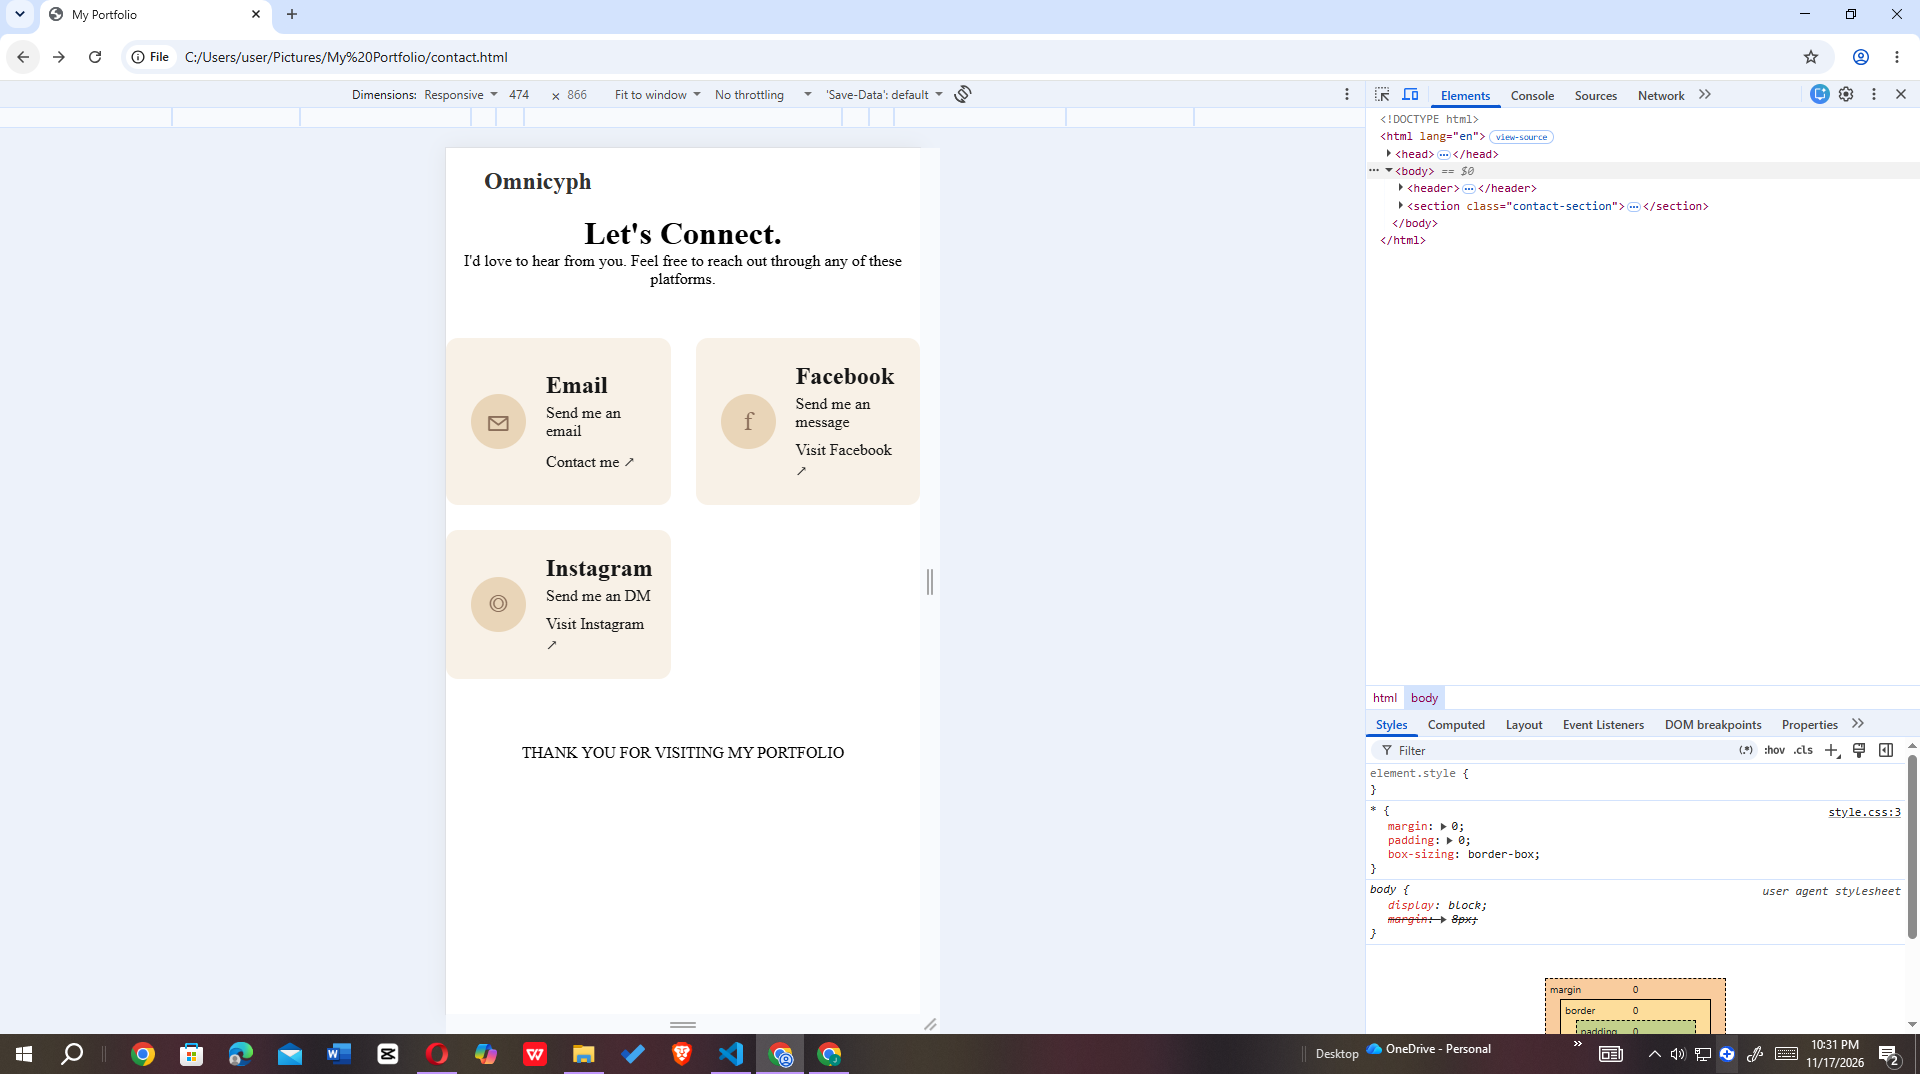 My Portfolio
File
C:/Users/user/Pictures/My%20Portfolio/contact.html
Dimensions: Responsive 474 × 866 Fit to window No throttling 'Save-Data': default
Omnicyph
Let's Connect.
I'd love to hear from you. Feel free to reach out through any of these
platforms.
Email
Send me an
email
Contact me ↗
f
Facebook
Send me an
message
Visit Facebook
↗
Instagram
Send me an DM
Visit Instagram
↗
THANK YOU FOR VISITING MY PORTFOLIO
Elements Console Sources Network
<!DOCTYPE html>
<html lang="en"> view-source
<head> ••• </head>
••• <body> == $0
<header> ••• </header>
<section class="contact-section"> ••• </section>
</body>
</html>
html body
Styles Computed Layout Event Listeners DOM breakpoints Properties
Filter (.*) :hov .cls
element.style {
}
* { style.css:3
margin: 0;
padding: 0;
box-sizing: border-box;
}
body { user agent stylesheet
display: block;
margin: 8px;
}
margin 0
border 0
padding 0
Desktop
OneDrive - Personal
10:31 PM
11/17/2026
2